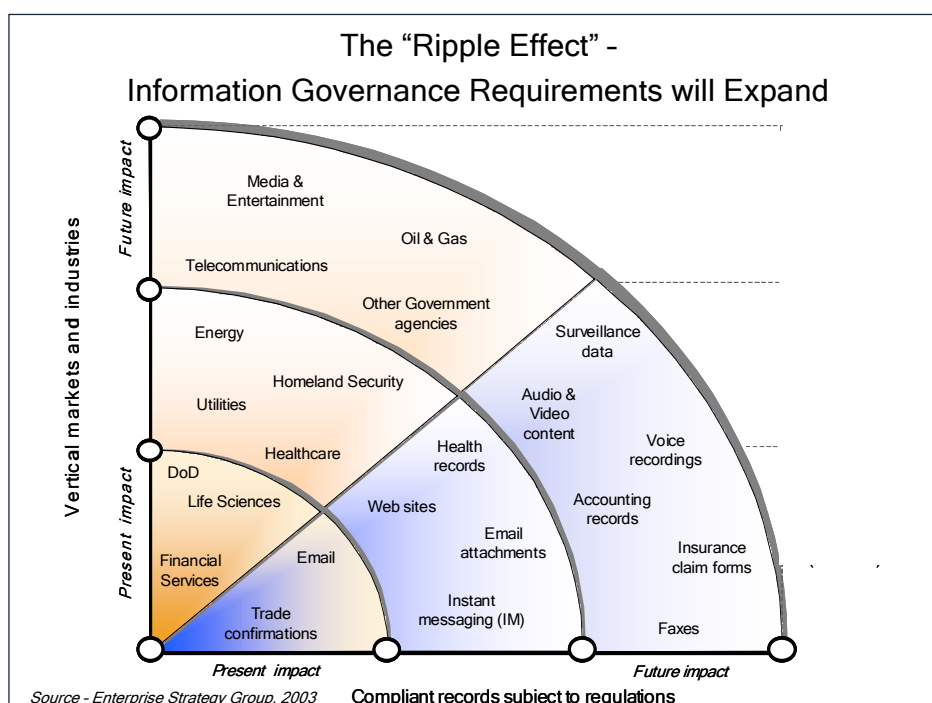 The “Ripple Effect” –
Information Governance Requirements will Expand
Vertical markets and industries
Future impact
Present impact
Media &
Entertainment
Oil & Gas
Telecommunications
Other Government
agencies
Energy
Homeland Security
Utilities
Healthcare
DoD
Life Sciences
Financial
Services
Surveillance
data
Audio &
Video
content
Voice
recordings
Health
records
Web sites
Accounting
records
Email
attachments
Insurance
claim forms
Email
Instant
messaging (IM)
Trade
confirmations
Faxes
Present impact
Future impact
Source - Enterprise Strategy Group, 2003
Compliant records subject to regulations